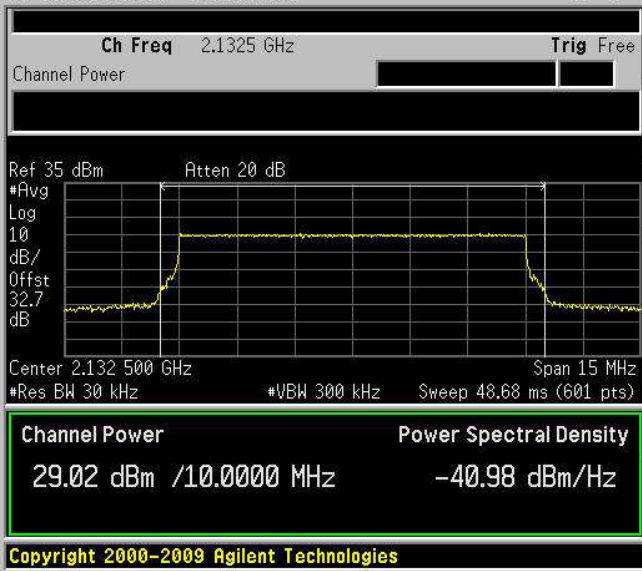 Ch Freq 2.1325 GHz Trig Free
Channel Power
Ref 35 dBm Atten 20 dB
#Avg
Log
10
dB/
Offst
32.7
dB
Center 2.132 500 GHz Span 15 MHz
#Res BW 30 kHz #VBW 300 kHz Sweep 48.68 ms (601 pts)
Channel Power Power Spectral Density
29.02 dBm /10.0000 MHz -40.98 dBm/Hz
Copyright 2000-2009 Agilent Technologies